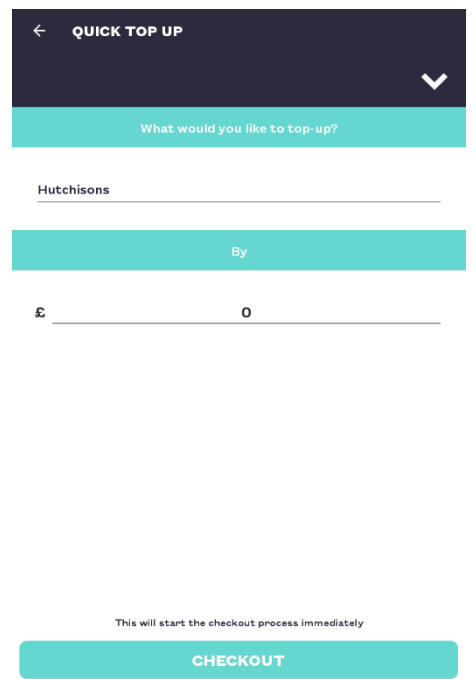 QUICK TOP UP
What would you like to top-up?
Hutchisons
By
£ 0
This will start the checkout process immediately
CHECKOUT